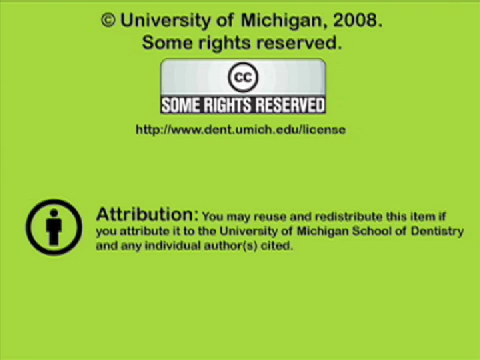 © University of Michigan, 2008.
Some rights reserved.
cc
SOME RIGHTS RESERVED
http://www.dent.umich.edu/license
Attribution: You may reuse and redistribute this item if
you attribute it to the University of Michigan School of Dentistry
and any individual author(s) cited.